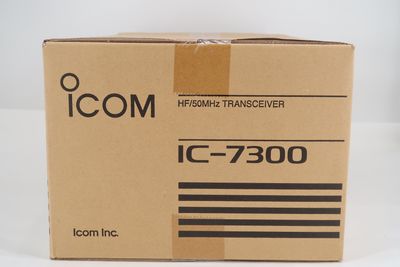 ICOM
HF/50MHz TRANSCEIVER
IC-7300
Icom Inc.